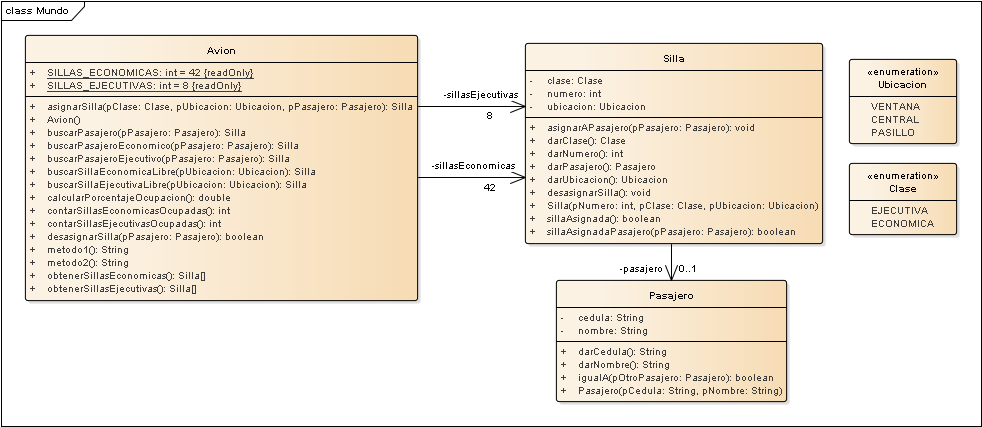 class Mundo
Avion
+ SILLAS_ECONOMICAS: int = 42 {readOnly}
+ SILLAS_EJECUTIVAS: int = 8 {readOnly}
+ asignarSilla(pClase: Clase, pUbicacion: Ubicacion, pPasajero: Pasajero): Silla
+ Avion()
+ buscarPasajero(pPasajero: Pasajero): Silla
+ buscarPasajeroEconomico(pPasajero: Pasajero): Silla
+ buscarPasajeroEjecutivo(pPasajero: Pasajero): Silla
+ buscarSillaEconomicaLibre(pUbicacion: Ubicacion): Silla
+ buscarSillaEjecutivaLibre(pUbicacion: Ubicacion): Silla
+ calcularPorcentajeOcupacion(): double
+ contarSillasEconomicasOcupadas(): int
+ contarSillasEjecutivasOcupadas(): int
+ desasignarSilla(pPasajero: Pasajero): boolean
+ metodo1(): String
+ metodo2(): String
+ obtenerSillasEconomicas(): Silla[]
+ obtenerSillasEjecutivas(): Silla[]
-sillasEjecutivas
8
-sillasEconomicas
42
Silla
- clase: Clase
- numero: int
- ubicacion: Ubicacion
+ asignarAPasajero(pPasajero: Pasajero): void
+ darClase(): Clase
+ darNumero(): int
+ darPasajero(): Pasajero
+ darUbicacion(): Ubicacion
+ desasignarSilla(): void
+ Silla(pNumero: int, pClase: Clase, pUbicacion: Ubicacion)
+ sillaAsignada(): boolean
+ sillaAsignadaPasajero(pPasajero: Pasajero): boolean
-pasajero 0..1
Pasajero
- cedula: String
- nombre: String
+ darCedula(): String
+ darNombre(): String
+ igualA(pOtroPasajero: Pasajero): boolean
+ Pasajero(pCedula: String, pNombre: String)
«enumeration»
Ubicacion
VENTANA
CENTRAL
PASILLO
«enumeration»
Clase
EJECUTIVA
ECONOMICA